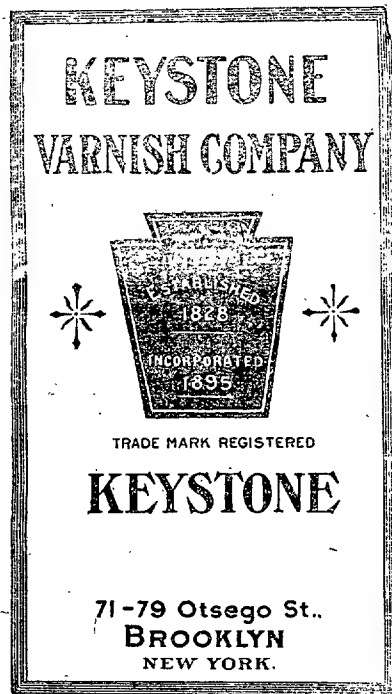 KEYSTONE
VARNISH COMPANY
ESTABLISHED
1828
INCORPORATED
1895
TRADE MARK REGISTERED
KEYSTONE
71-79 Otsego St.,
BROOKLYN
NEW YORK.